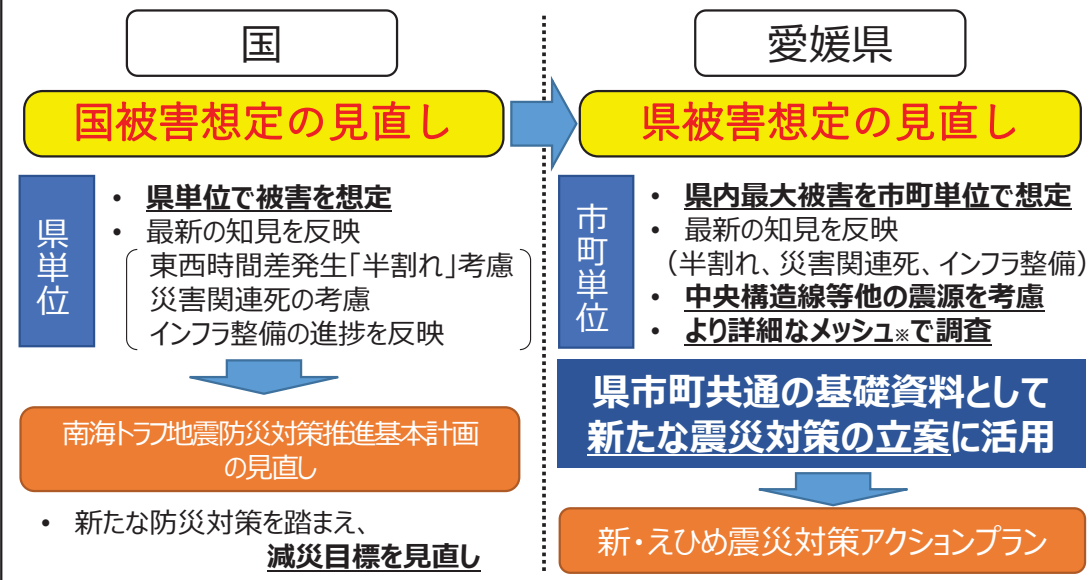 国
国被害想定の見直し
県単位
• 県単位で被害を想定
• 最新の知見を反映
東西時間差発生「半割れ」考慮
災害関連死の考慮
インフラ整備の進捗を反映
南海トラフ地震防災対策推進基本計画
の見直し
• 新たな防災対策を踏まえ、
減災目標を見直し
愛媛県
県被害想定の見直し
市町単位
• 県内最大被害を市町単位で想定
• 最新の知見を反映
（半割れ、災害関連死、インフラ整備）
• 中央構造線等他の震源を考慮
• より詳細なメッシュ※で調査
県市町共通の基礎資料として
新たな震災対策の立案に活用
新・えひめ震災対策アクションプラン